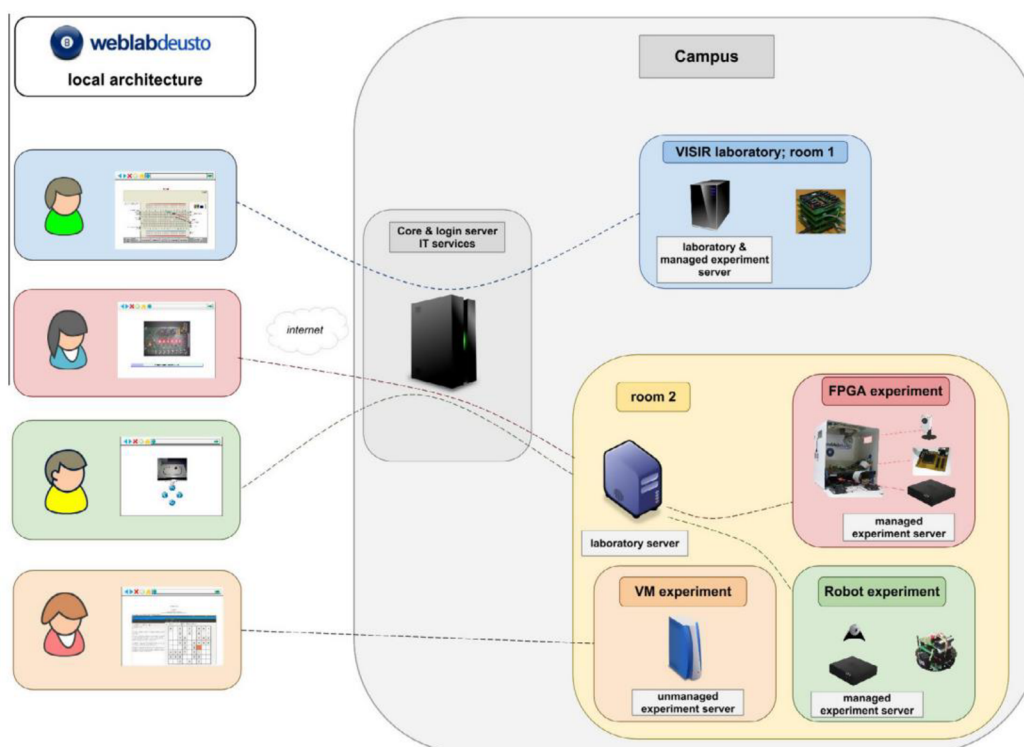 weblabdeusto
local architecture
Campus
VISIR laboratory; room 1
laboratory &
managed experiment
server
Core & login server
IT services
internet
room 2
laboratory server
FPGA experiment
managed
experiment server
VM experiment
unmanaged
experiment server
Robot experiment
managed
experiment server